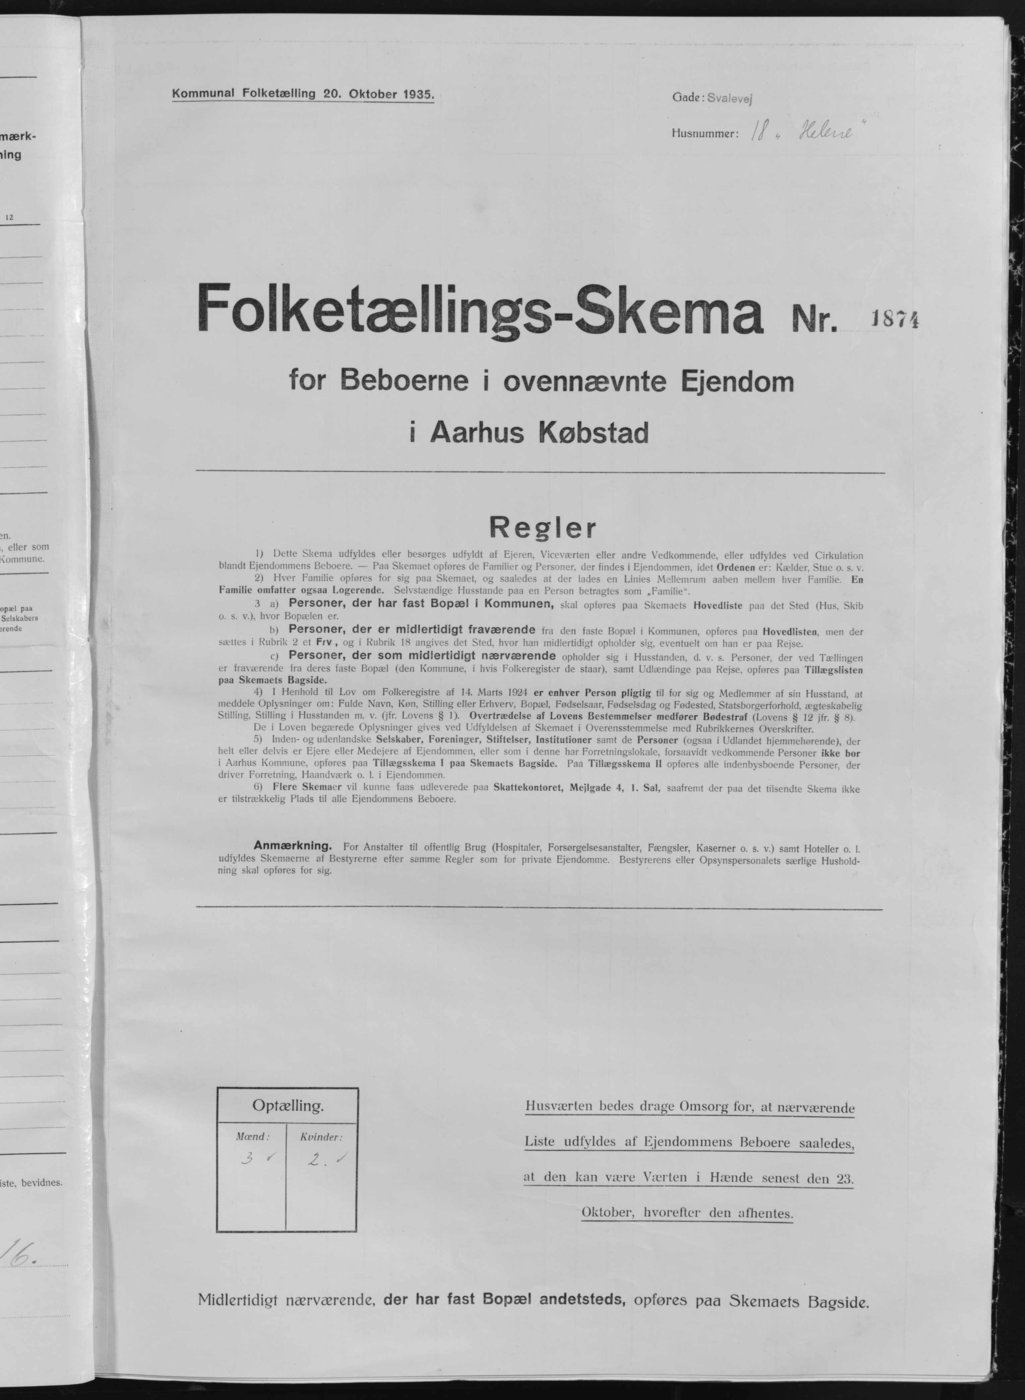 Kommunal Folketælling 20. Oktober 1935.
Gade: Svalevej
Husnummer: 18 „ Helene "
Folketællings-Skema Nr. 1874
for Beboerne i ovennævnte Ejendom
i Aarhus Købstad
Regler
1) Dette Skema udfyldes eller besørges udfyldt af Ejeren, Viceværten eller andre Vedkommende, eller udfyldes ved Cirkulation
blandt Ejendommens Beboere. — Paa Skemaet opføres de Familier og Personer, der findes i Ejendommen, idet Ordenen er: Kælder, Stue o. s. v.
2) Hver Familie opføres for sig paa Skemaet, og saaledes at der lades en Linies Mellemrum aaben mellem hver Familie. En
Familie omfatter ogsaa Logerende. Selvstændige Husstande paa en Person betragtes som „Familie".
3 a) Personer, der har fast Bopæl i Kommunen, skal opføres paa Skemaets Hovedliste paa det Sted (Hus, Skib
o. s. v.), hvor Bopælen er.
b) Personer, der er midlertidigt fraværende fra den faste Bopæl i Kommunen, opføres paa Hovedlisten, men der
sættes i Rubrik 2 et Frv., og i Rubrik 18 angives det Sted, hvor han midlertidigt opholder sig, eventuelt om han er paa Rejse.
c) Personer, der som midlertidigt nærværende opholder sig i Husstanden, d. v. s. Personer, der ved Tællingen
er fraværende fra deres faste Bopæl (den Kommune, i hvis Folkeregister de staar), samt Udlændinge paa Rejse, opføres paa Tillægslisten
paa Skemaets Bagside.
4) I Henhold til Lov om Folkeregistre af 14. Marts 1924 er enhver Person pligtig til for sig og Medlemmer af sin Husstand, at
meddele Oplysninger om: Fulde Navn, Køn, Stilling eller Erhverv, Bopæl, Fødselsaar, Fødselsdag og Fødested, Statsborgerforhold, ægteskabelig
Stilling, Stilling i Husstanden m. v. (jfr. Lovens § 1). Overtrædelse af Lovens Bestemmelser medfører Bødestraf (Lovens § 12 jfr. § 8).
De i Loven begærede Oplysninger gives ved Udfyldelsen af Skemaet i Overensstemmelse med Rubrikkernes Overskrifter.
5) Inden- og udenlandske Selskaber, Foreninger, Stiftelser, Institutioner samt de Personer (ogsaa i Udlandet hjemmehørende), der
helt eller delvis er Ejere eller Medejere af Ejendommen, eller som i denne har Forretningslokale, forsaavidt vedkommende Personer ikke bor
i Aarhus Kommune, opføres paa Tillægsskema I paa Skemaets Bagside. Paa Tillægsskema II opføres alle indenbysboende Personer, der
driver Forretning, Haandværk o. l. i Ejendommen.
6) Flere Skemaer vil kunne faas udleverede paa Skattekontoret, Mejlgade 4, 1. Sal, saafremt der paa det tilsendte Skema ikke
er tilstrækkelig Plads til alle Ejendommens Beboere.
Anmærkning. For Anstalter til offentlig Brug (Hospitaler, Forsørgelsesanstalter, Fængsler, Kaserner o. s. v.) samt Hoteller o. l.
udfyldes Skemaerne af Bestyrerne efter samme Regler som for private Ejendomme. Bestyrerens eller Opsynspersonalets særlige Hushold-
ning skal opføres for sig.
Optælling.
Mænd: Kvinder:
3 ✓ 2. ✓
Husværten bedes drage Omsorg for, at nærværende
Liste udfyldes af Ejendommens Beboere saaledes,
at den kan være Værten i Hænde senest den 23.
Oktober, hvorefter den afhentes.
Midlertidigt nærværende, der har fast Bopæl andetsteds, opføres paa Skemaets Bagside.
mærk-
ning
12
en.
, eller som
Kommune.
opæl paa
Selskabers
ørende
iste, bevidnes.
16.